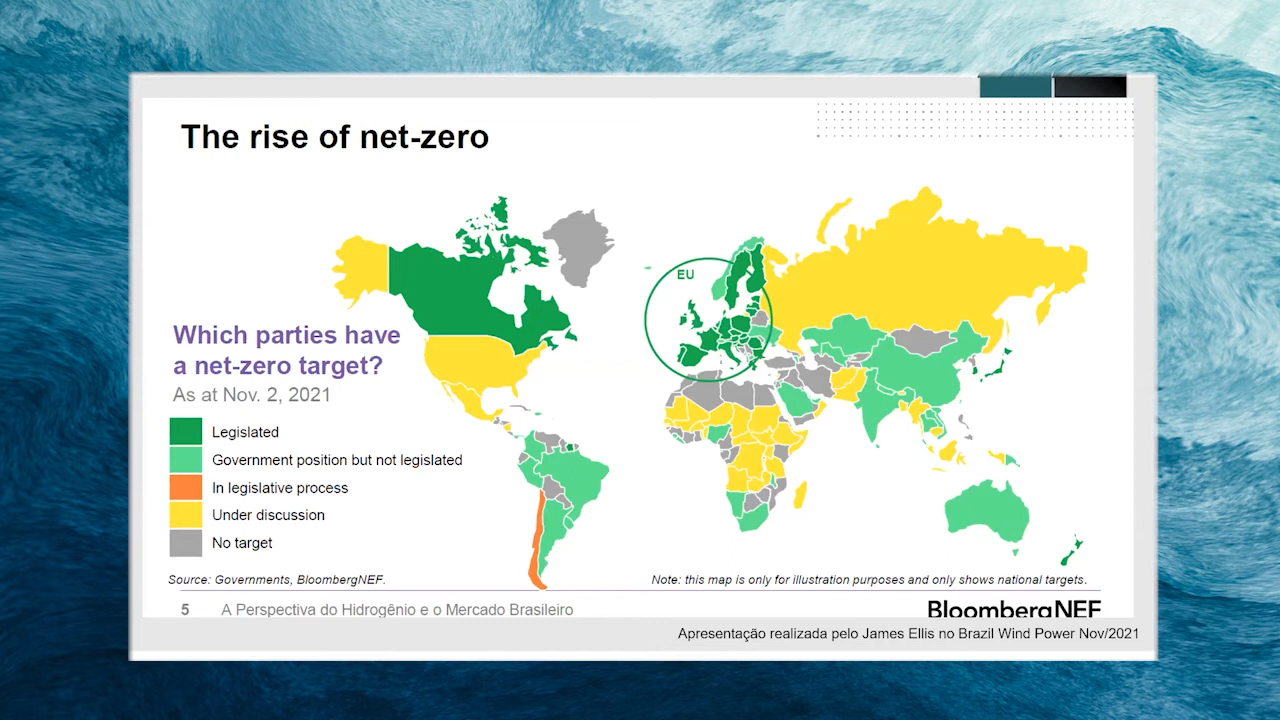 The rise of net-zero
EU
Which parties have
a net-zero target?
As at Nov. 2, 2021
Legislated
Government position but not legislated
In legislative process
Under discussion
No target
Source: Governments, BloombergNEF.
Note: this map is only for illustration purposes and only shows national targets.
5 A Perspectiva do Hidrogênio e o Mercado Brasileiro
BloombergNEF
Apresentação realizada pelo James Ellis no Brazil Wind Power Nov/2021